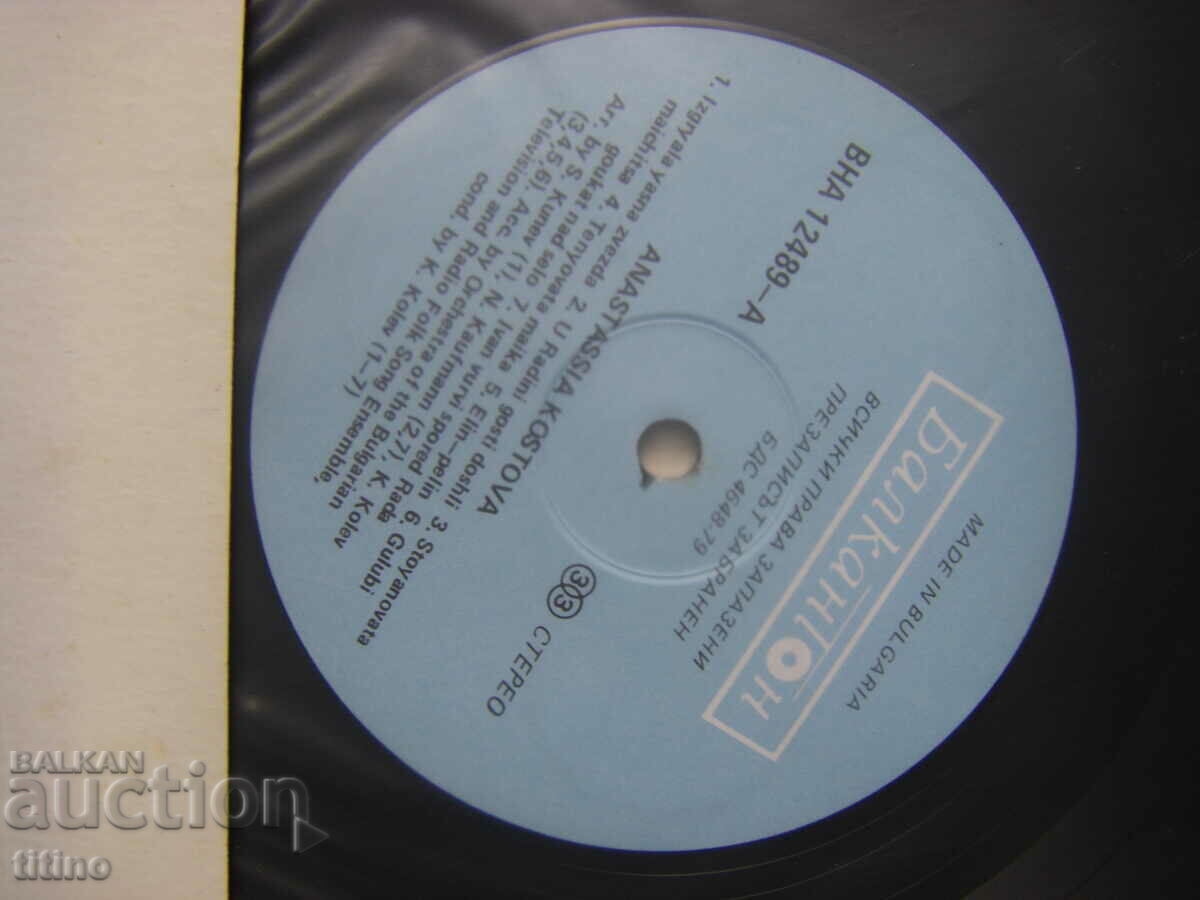 MADE IN BULGARIA
БалканТон
ВСИЧКИ ПРАВА ЗАПАЗЕНИ
ПРЕЗАПИСЪТ ЗАБРАНЕН
БДС 4648-79
ВНА 12489–А
33 СТЕРЕО
ANASTASSIA KOSTOVA
1. Izgryala yasna zvezda 2. U Radini gosti doshli 3. Stoyanovata
maichitsa 4. Tenyovata maika 5. Elin–pelin 6. Gulubi
goukat nad selo 7. Ivan vurvi spored Rada
Arr. by S. Kunev (1), N. Kaufmann (2,7), K. Kolev
(3,4,5,6). Acc. by Orchestra of the Bulgarian
Television and Radio Folk Song Ensemble,
cond. by K. Kolev (1–7)
BALKAN
auction
titino